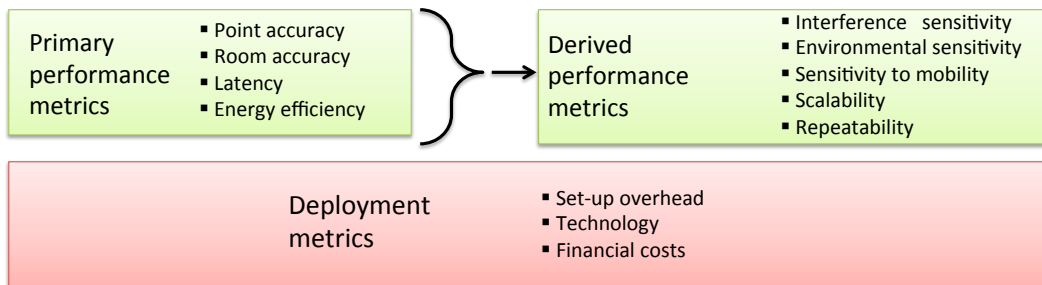 Primary
performance
metrics
▪ Point accuracy
▪ Room accuracy
▪ Latency
▪ Energy efficiency
Derived
performance
metrics
▪ Interference sensitivity
▪ Environmental sensitivity
▪ Sensitivity to mobility
▪ Scalability
▪ Repeatability
Deployment
metrics
▪ Set-up overhead
▪ Technology
▪ Financial costs